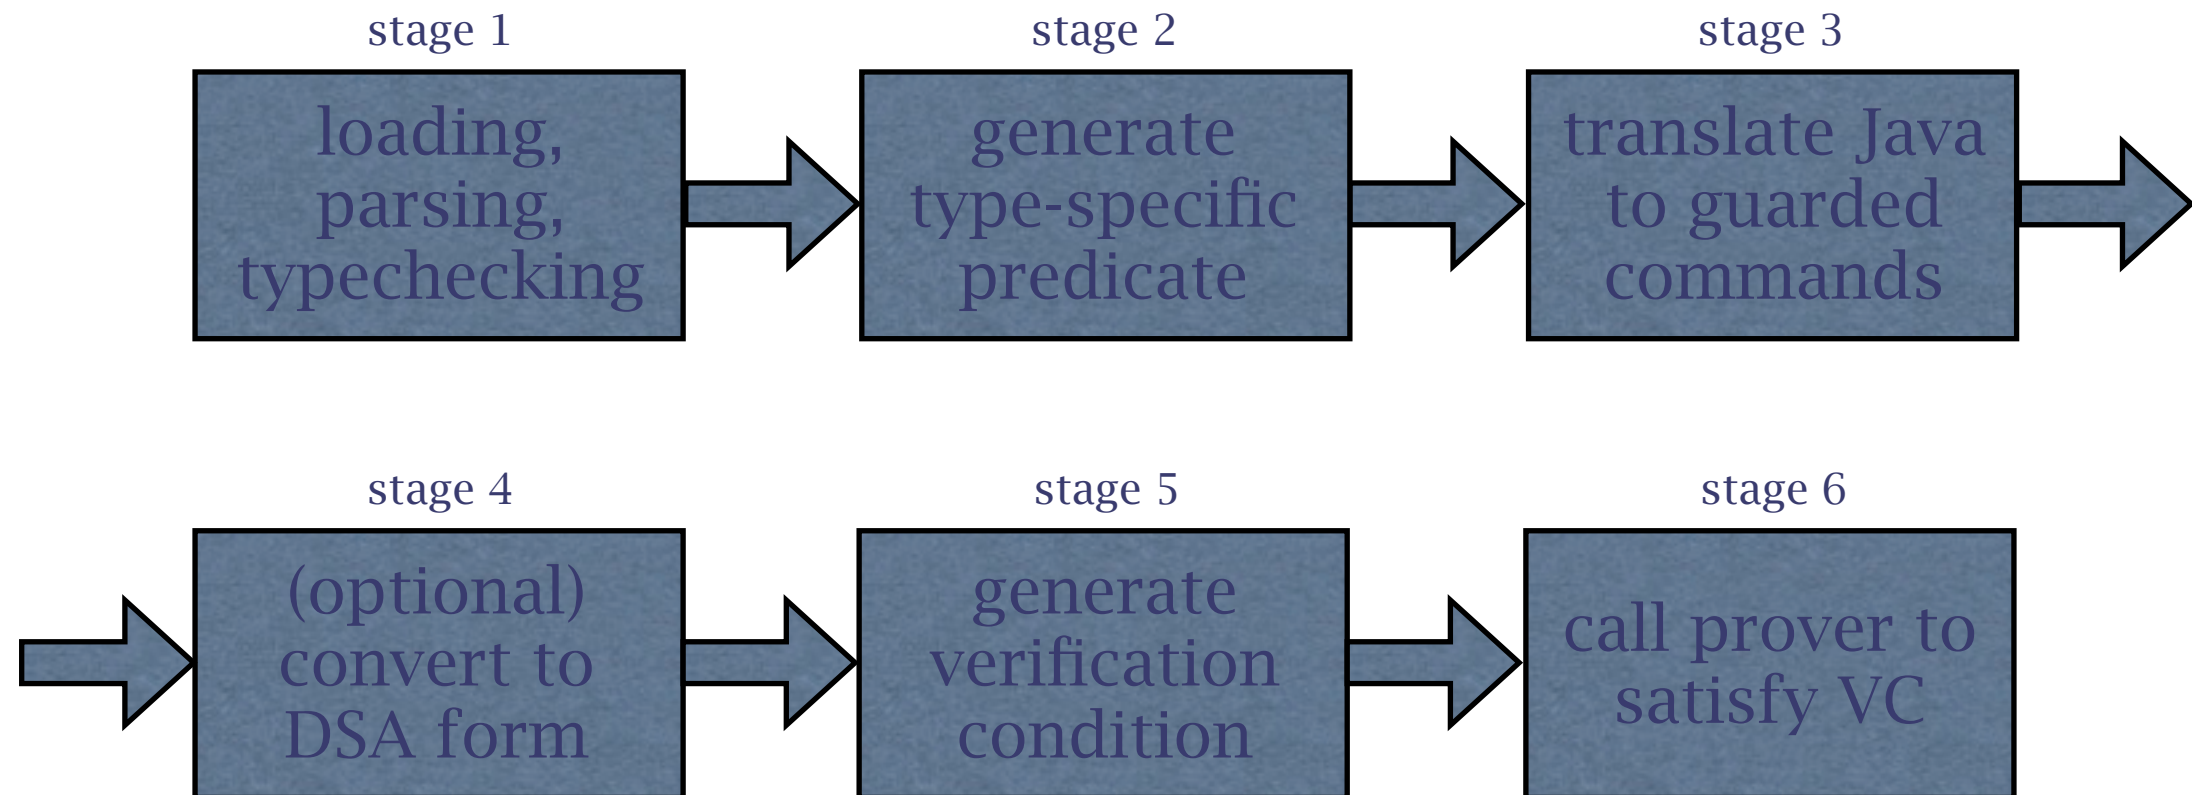 stage 1
loading,
parsing,
typechecking
stage 2
generate
type-specific
predicate
stage 3
translate Java
to guarded
commands
stage 4
(optional)
convert to
DSA form
stage 5
generate
verification
condition
stage 6
call prover to
satisfy VC